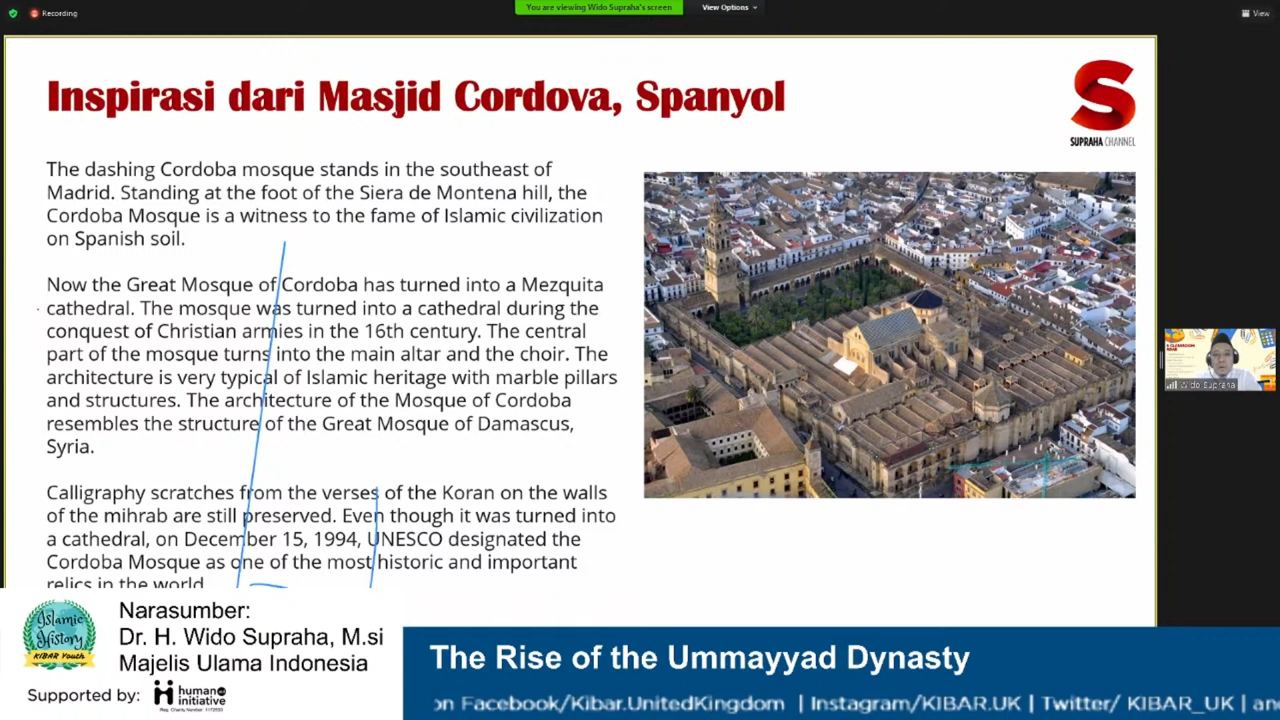 Recording
You are viewing Wido Supraha's screen
View Options
View
Inspirasi dari Masjid Cordova, Spanyol
S
SUPRAHA CHANNEL
The dashing Cordoba mosque stands in the southeast of
Madrid. Standing at the foot of the Siera de Montena hill, the
Cordoba Mosque is a witness to the fame of Islamic civilization
on Spanish soil.
Now the Great Mosque of Cordoba has turned into a Mezquita
cathedral. The mosque was turned into a cathedral during the
conquest of Christian armies in the 16th century. The central
part of the mosque turns into the main altar and the choir. The
architecture is very typical of Islamic heritage with marble pillars
and structures. The architecture of the Mosque of Cordoba
resembles the structure of the Great Mosque of Damascus,
Syria.
Calligraphy scratches from the verses of the Koran on the walls
of the mihrab are still preserved. Even though it was turned into
a cathedral, on December 15, 1994, UNESCO designated the
Cordoba Mosque as one of the most historic and important
relics in the world.
Wido Supraha
Islamic
History
KIBAR Youth
Narasumber:
Dr. H. Wido Supraha, M.si
Majelis Ulama Indonesia
Supported by:
human
initiative
The Rise of the Ummayyad Dynasty
on Facebook/Kibar.UnitedKingdom | Instagram/KIBAR.UK | Twitter/ KIBAR_UK | and